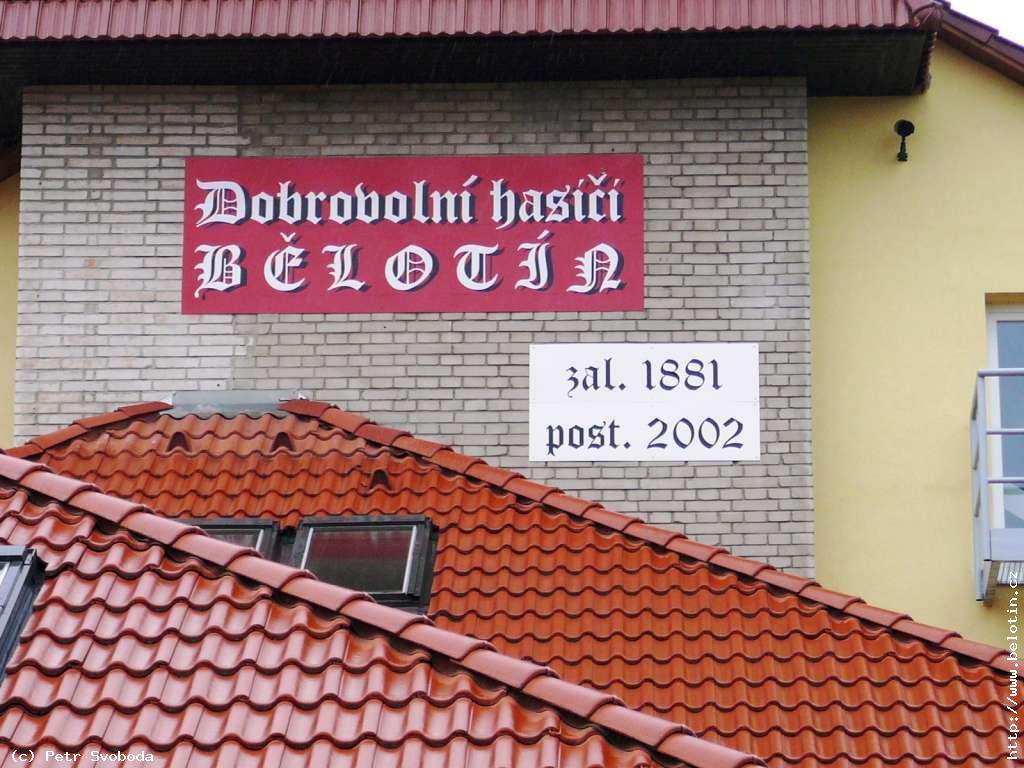 Dobrovolní hasiči
BĚLOTÍN
zal. 1881
post. 2002
(c) Petr Svoboda
http://www.belotin.cz